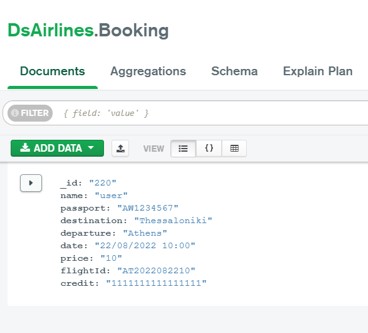 DsAirlines.Booking
Documents Aggregations Schema Explain Plan
FILTER { field: 'value' }
ADD DATA VIEW {}
_id: "220"
name: "user"
passport: "AW1234567"
destination: "Thessaloniki"
departure: "Athens"
date: "22/08/2022 10:00"
price: "10"
flightId: "AT2022082210"
credit: "1111111111111111"